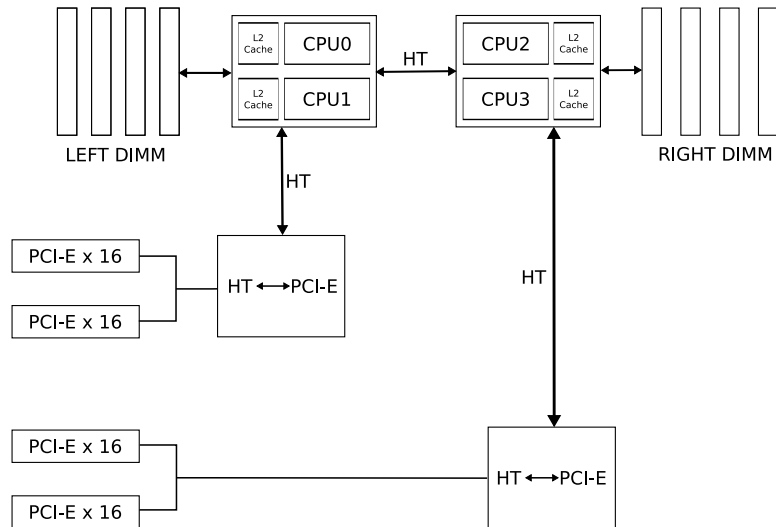 L2
Cache
CPU0
L2
Cache
CPU1
HT
CPU2
L2
Cache
CPU3
L2
Cache
LEFT DIMM
RIGHT DIMM
HT
PCI-E x 16
PCI-E x 16
HT
PCI-E
HT
PCI-E x 16
PCI-E x 16
HT
PCI-E